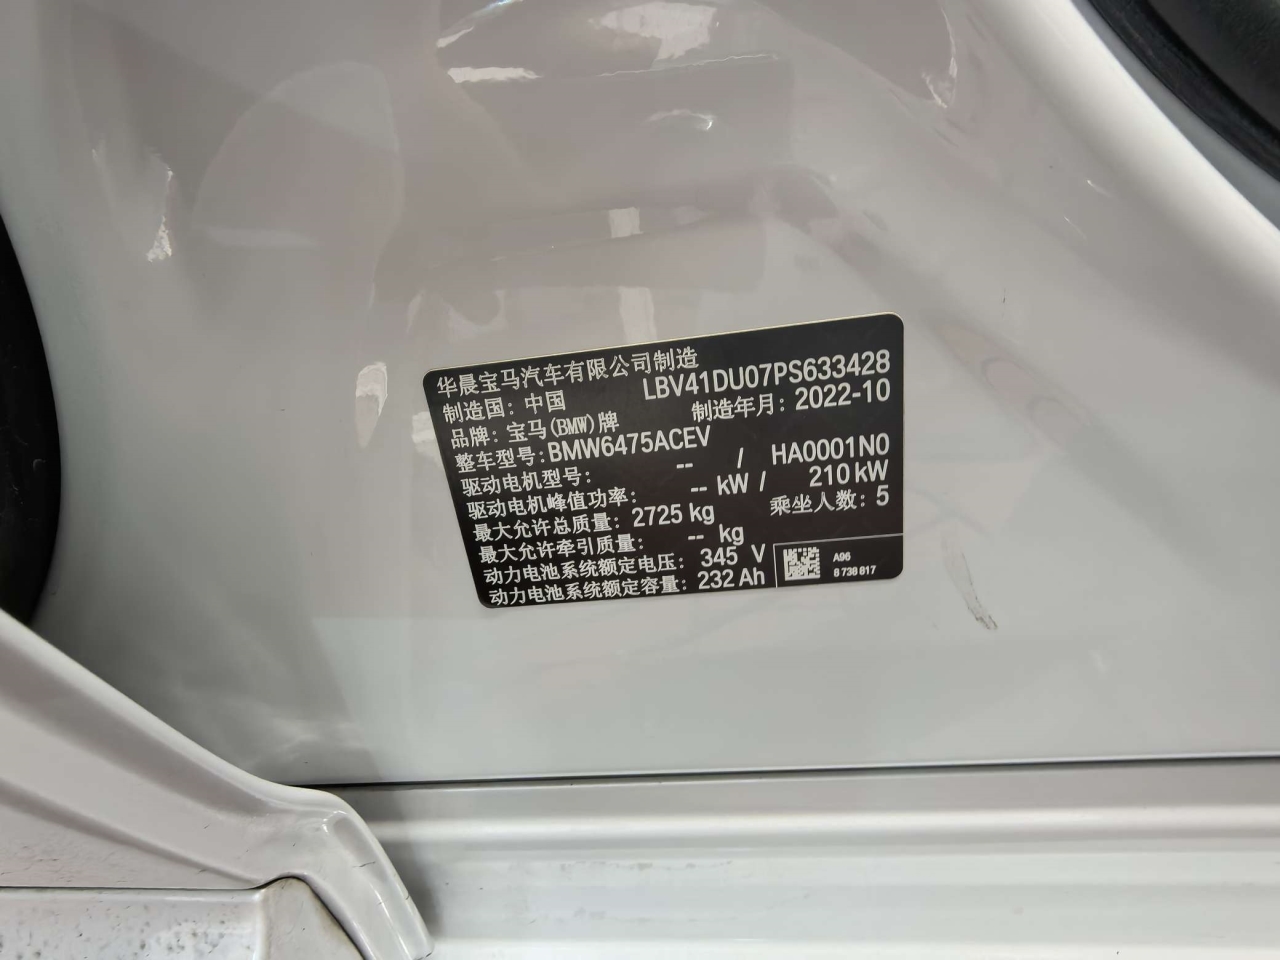 华晨宝马汽车有限公司制造
制造国: 中国 LBV41DU07PS633428
品牌: 宝马(BMW)牌 制造年月: 2022-10
整车型号: BMW6475ACEV
驱动电机型号: -- / HA0001N0
驱动电机峰值功率: -- kW / 210 kW
最大允许总质量: 2725 kg 乘坐人数: 5
最大允许牵引质量: -- kg
动力电池系统额定电压: 345 V
动力电池系统额定容量: 232 Ah
A96
8 738 817